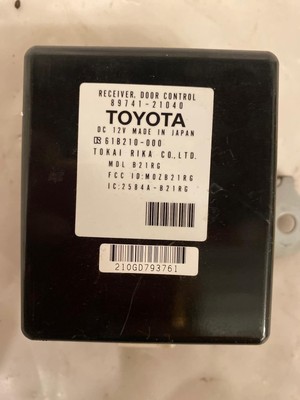 RECEIVER, DOOR CONTROL
89741-21040
TOYOTA
DC 12V MADE IN JAPAN
61B210-000
TOKAI RIKA CO.,LTD.
MDL B21RG
FCC ID:MOZB21RG
IC:2584A-B21RG
210GD793761